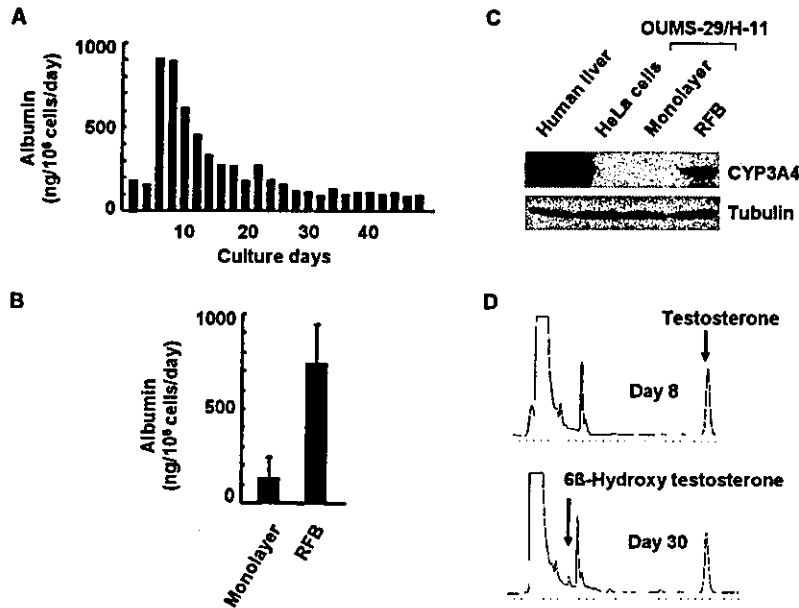 A
1000
500
0
Albumin
(ng/10⁶ cells/day)
10 20 30 40
Culture days
B
1000
500
0
Albumin
(ng/10⁶ cells/day)
Monolayer
RFB
C
OUMS-29/H-11
Human liver
HeLa cells
Monolayer
RFB
CYP3A4
Tubulin
D
Testosterone
Day 8
6ß-Hydroxy testosterone
Day 30